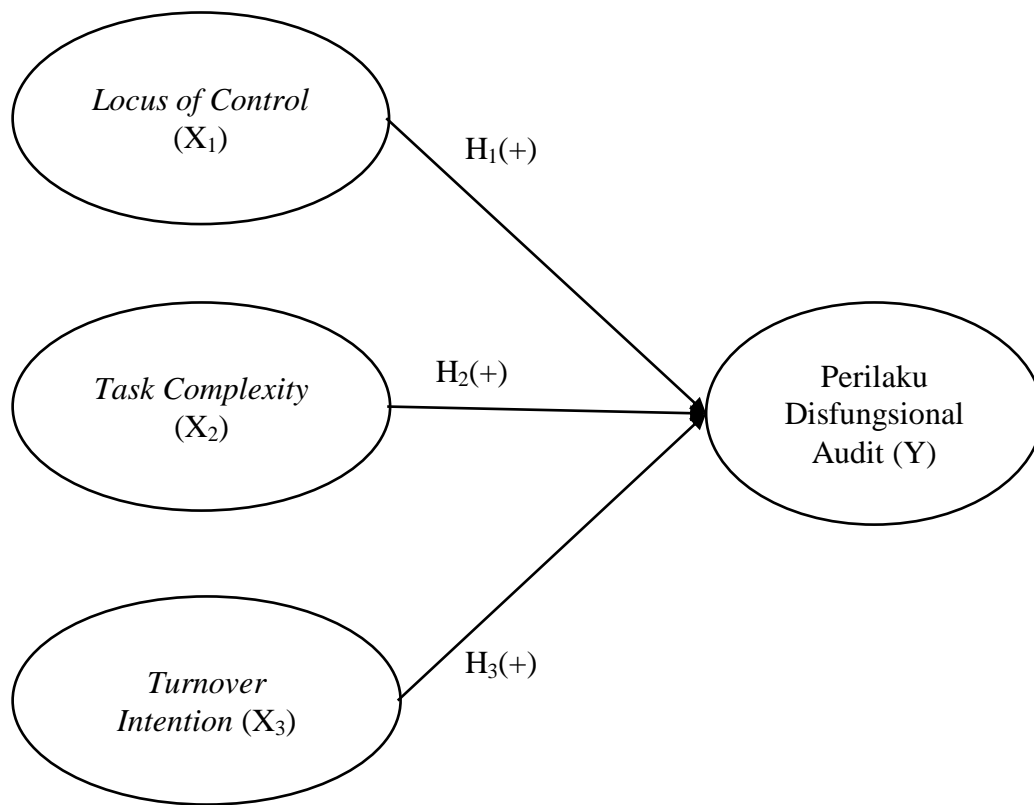 Locus of Control
(X₁)
H₁(+)
Task Complexity
(X₂)
H₂(+)
Perilaku
Disfungsional
Audit (Y)
Turnover
Intention (X₃)
H₃(+)